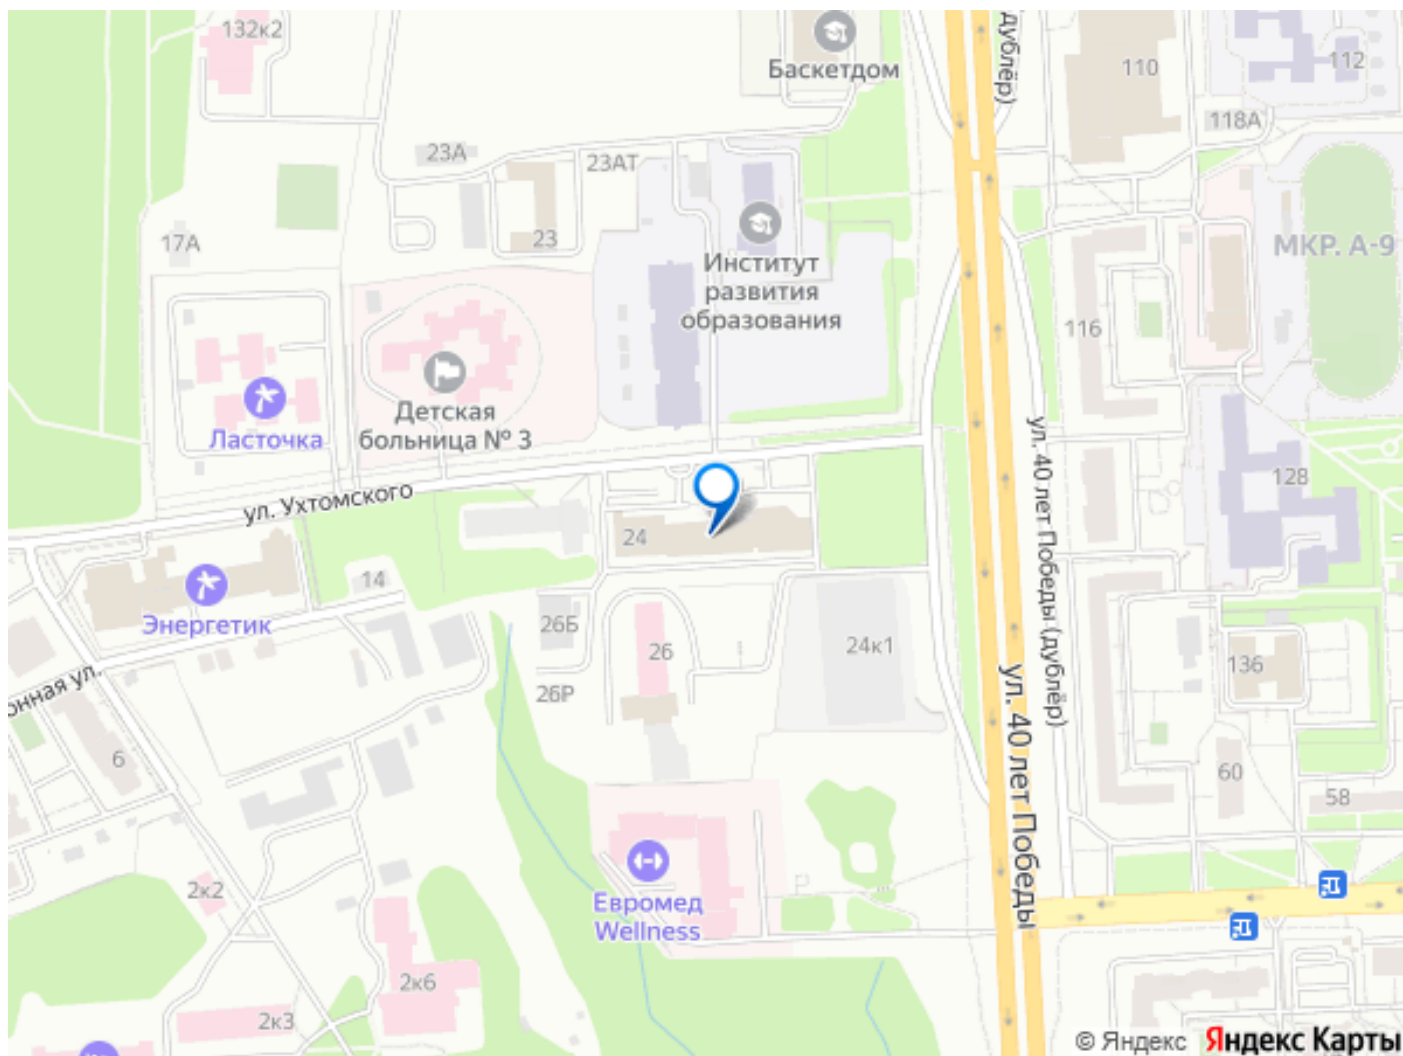 132к2
Баскетдом
(дублёр)
110
112
118А
23А
23АТ
17А
23
Институт
развития
образования
МКР. А-9
116
Детская
больница № 3
Ласточка
ул. Ухтомского
ул. 40 лет Победы (дублёр)
128
24
14
Энергетик
26Б
26
24к1
136
26Р
онная ул.
ул. 40 лет Победы
6
60
58
2к2
Евромед
Wellness
2к6
2к3
© Яндекс Яндекс Карты